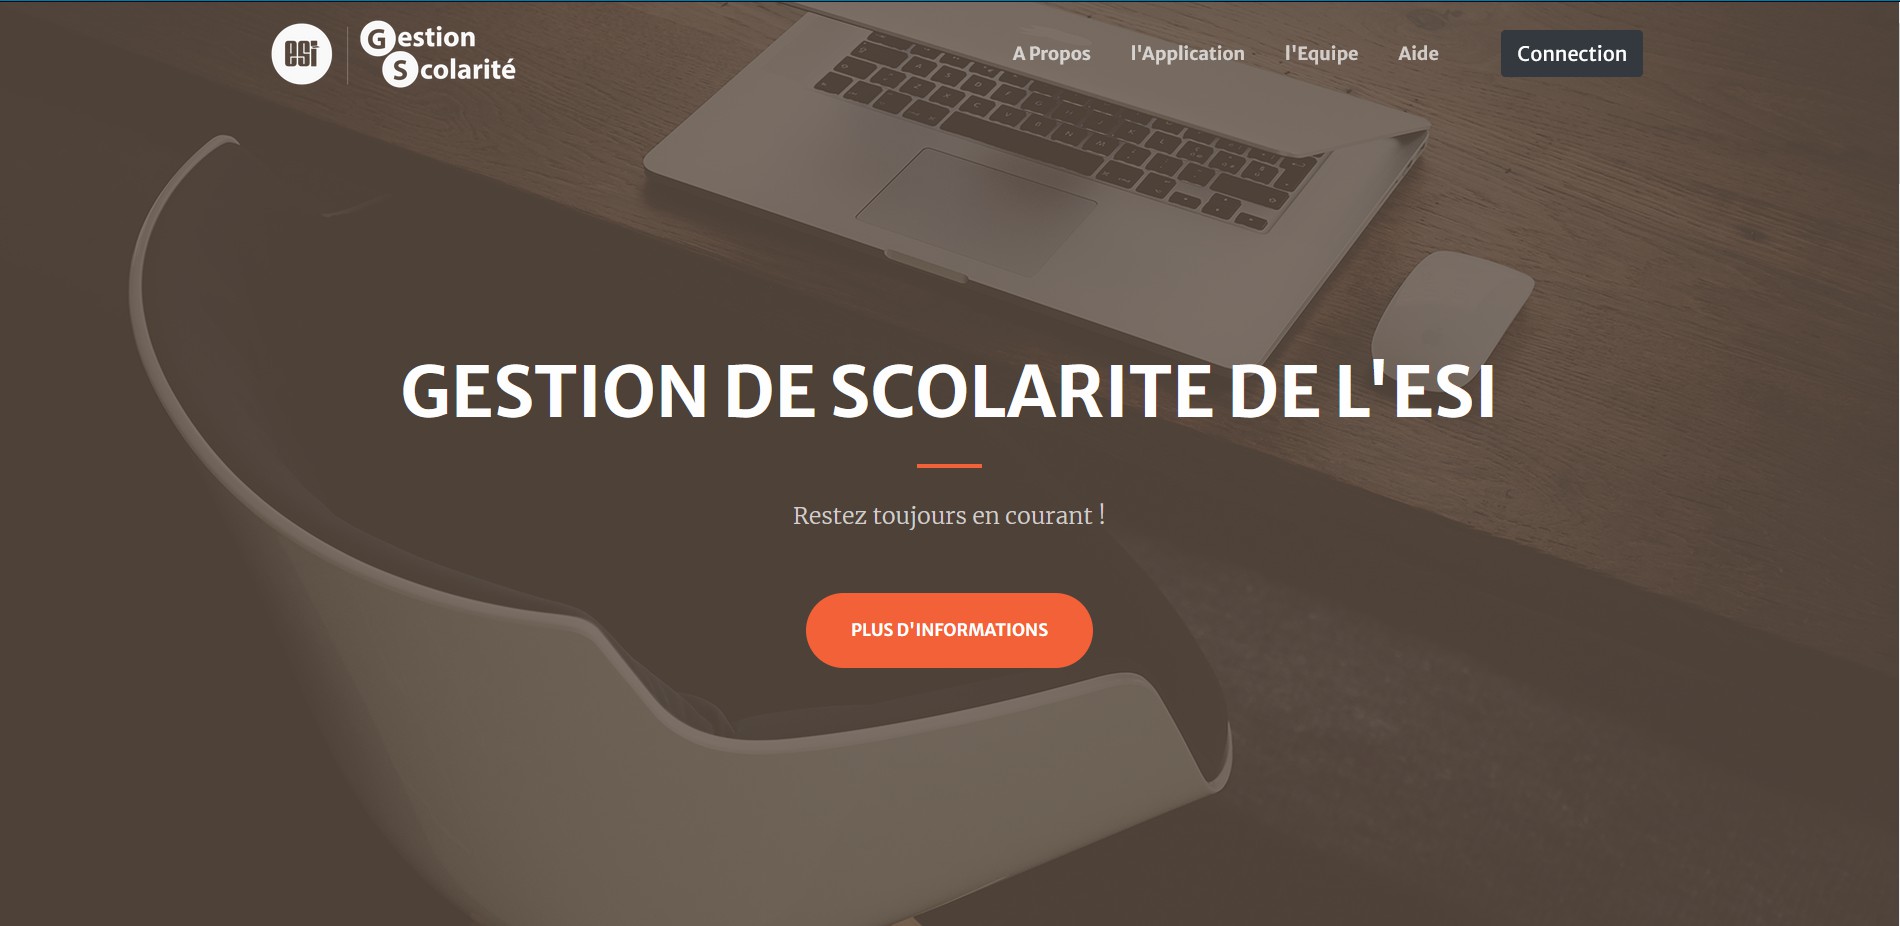 esi
Gestion
Scolarité
A Propos l'Application l'Equipe Aide Connection
GESTION DE SCOLARITE DE L'ESI
Restez toujours en courant !
PLUS D'INFORMATIONS